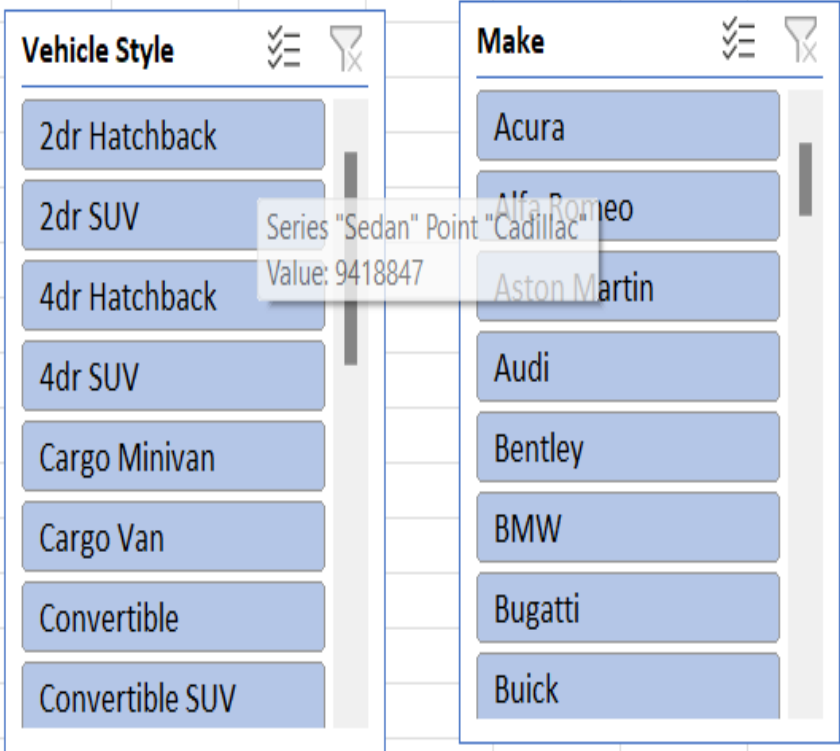 Vehicle Style
2dr Hatchback
2dr SUV
4dr Hatchback
4dr SUV
Cargo Minivan
Cargo Van
Convertible
Convertible SUV
Series "Sedan" Point "Cadillac"
Value: 9418847
Make
Acura
Alfa Romeo
Aston Martin
Audi
Bentley
BMW
Bugatti
Buick